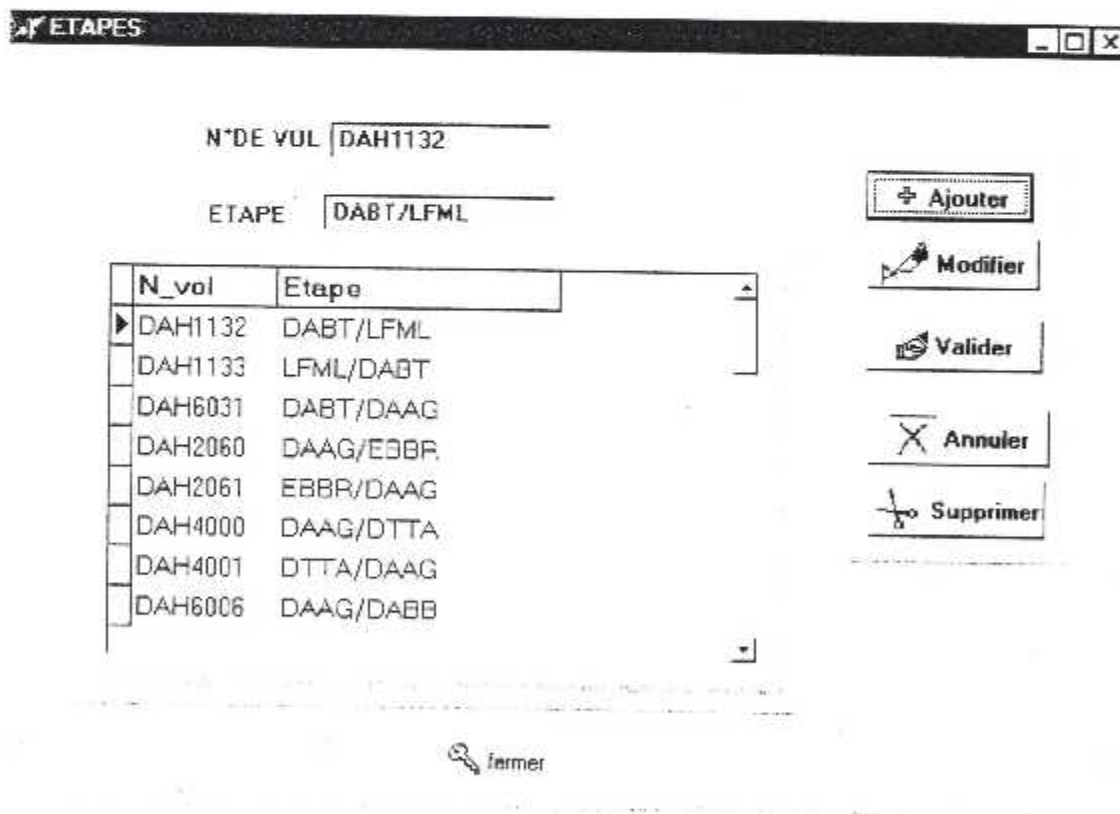 ETAPES
N°DE VOL DAH1132
ETAPE DABT/LFML
N_vol Etape
DAH1132 DABT/LFML
DAH1133 LFML/DABT
DAH6031 DABT/DAAG
DAH2060 DAAG/EBBR
DAH2061 EBBR/DAAG
DAH4000 DAAG/DTTA
DAH4001 DTTA/DAAG
DAH6006 DAAG/DABB
Ajouter
Modifier
Valider
Annuler
Supprimer
fermer